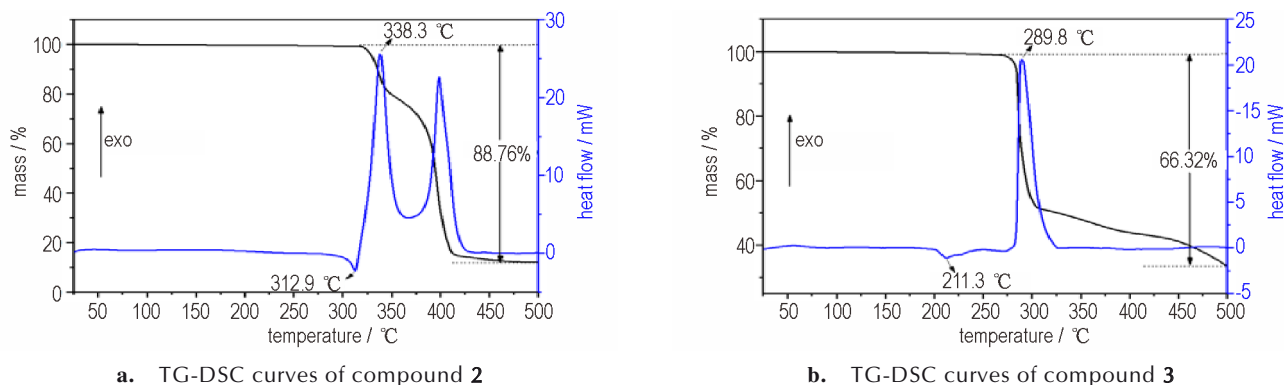 338.3 ℃
30
100
88.76%
20
80
exo
60
10
40
0
20
312.9 ℃
0
50 100 150 200 250 300 350 400 450 500
mass / %
heat flow / mW
temperature / ℃
a. TG-DSC curves of compound 2
289.8 ℃
25
100
20
-15
80
66.32%
exo
10
60
5
40
0
211.3 ℃
-5
50 100 150 200 250 300 350 400 450 500
mass / %
heat flow / mW
temperature / ℃
b. TG-DSC curves of compound 3